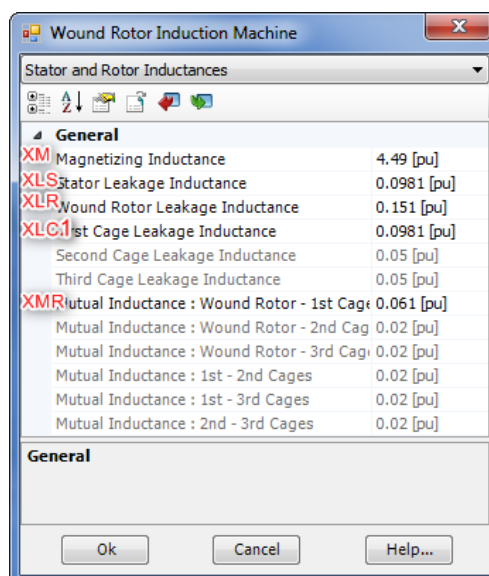 Wound Rotor Induction Machine
Stator and Rotor Inductances
General
XM Magnetizing Inductance 4.49 [pu]
XLS Stator Leakage Inductance 0.0981 [pu]
XLR Wound Rotor Leakage Inductance 0.151 [pu]
XLC1 First Cage Leakage Inductance 0.0981 [pu]
Second Cage Leakage Inductance 0.05 [pu]
Third Cage Leakage Inductance 0.05 [pu]
XMR Mutual Inductance : Wound Rotor - 1st Cage 0.061 [pu]
Mutual Inductance : Wound Rotor - 2nd Cag 0.02 [pu]
Mutual Inductance : Wound Rotor - 3rd Cag 0.02 [pu]
Mutual Inductance : 1st - 2nd Cages 0.02 [pu]
Mutual Inductance : 1st - 3rd Cages 0.02 [pu]
Mutual Inductance : 2nd - 3rd Cages 0.02 [pu]
General
Ok Cancel Help...